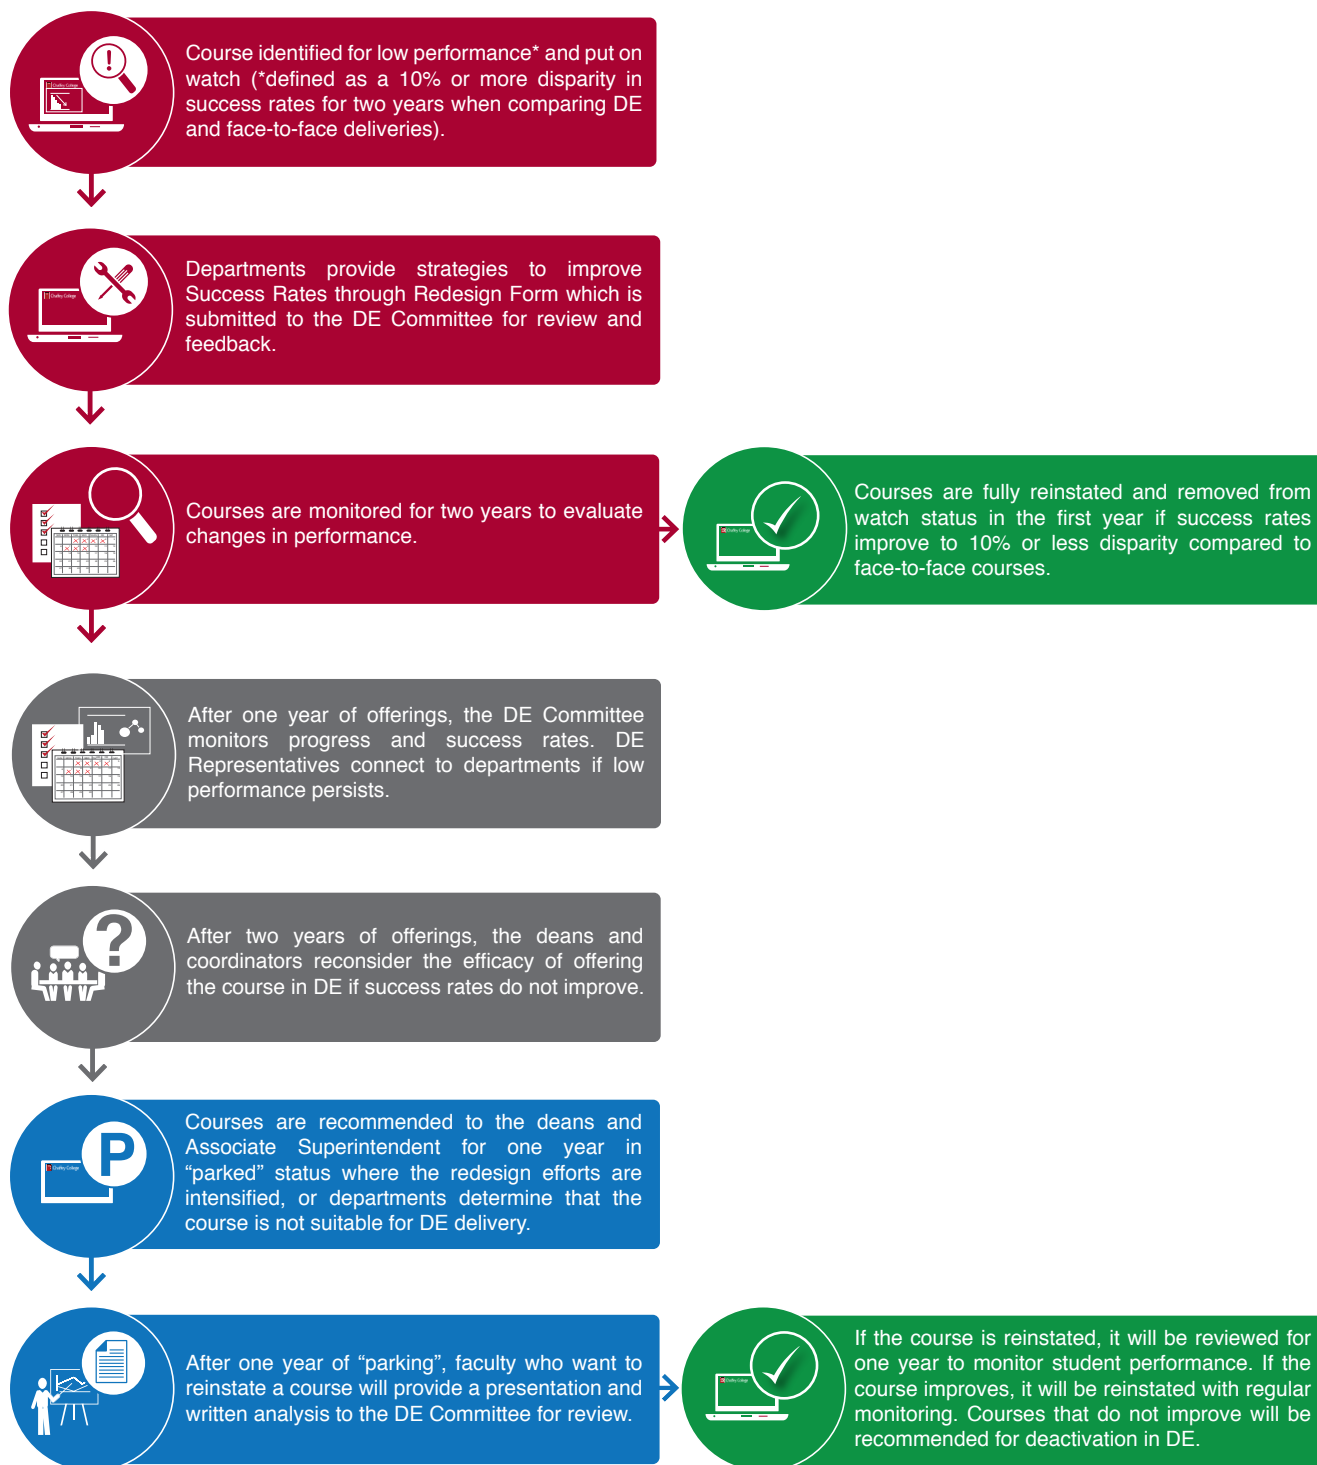 Course identified for low performance* and put on
watch (*defined as a 10% or more disparity in
success rates for two years when comparing DE
and face-to-face deliveries).
Chaffey College
Departments provide strategies to improve
Success Rates through Redesign Form which is
submitted to the DE Committee for review and
feedback.
Chaffey College
Courses are monitored for two years to evaluate
changes in performance.
Courses are fully reinstated and removed from
watch status in the first year if success rates
improve to 10% or less disparity compared to
face-to-face courses.
After one year of offerings, the DE Committee
monitors progress and success rates. DE
Representatives connect to departments if low
performance persists.
?
After two years of offerings, the deans and
coordinators reconsider the efficacy of offering
the course in DE if success rates do not improve.
P
Chaffey College
Courses are recommended to the deans and
Associate Superintendent for one year in
“parked” status where the redesign efforts are
intensified, or departments determine that the
course is not suitable for DE delivery.
After one year of “parking”, faculty who want to
reinstate a course will provide a presentation and
written analysis to the DE Committee for review.
If the course is reinstated, it will be reviewed for
one year to monitor student performance. If the
course improves, it will be reinstated with regular
monitoring. Courses that do not improve will be
recommended for deactivation in DE.